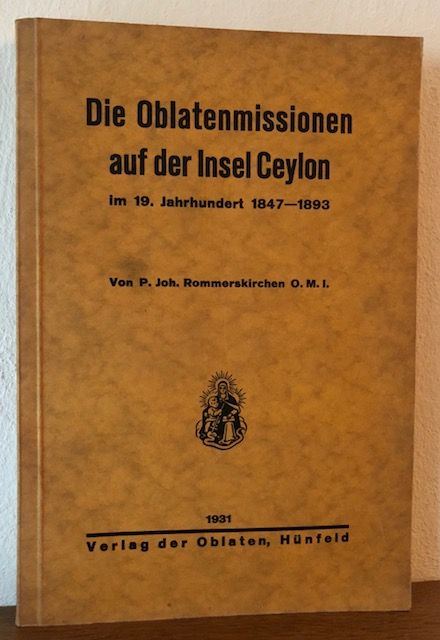 Die Oblatenmissionen
auf der Insel Ceylon
im 19. Jahrhundert 1847—1893
Von P. Joh. Rommerskirchen O. M. I.
1931
Verlag der Oblaten, Hünfeld